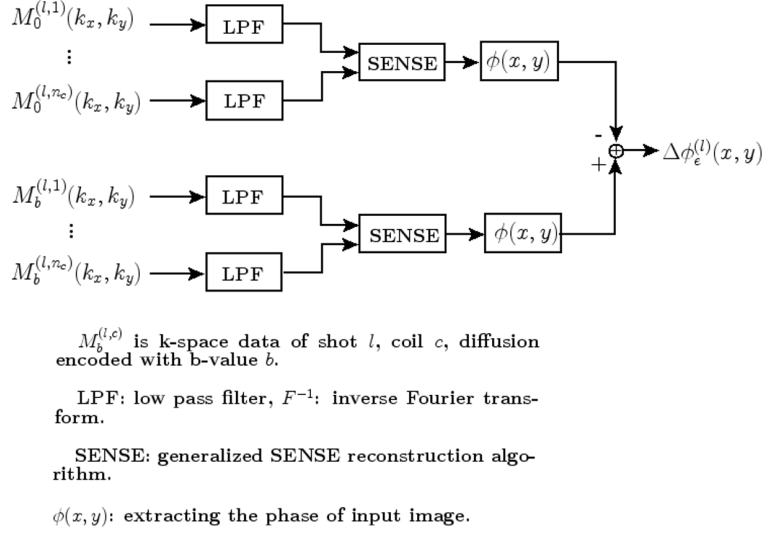 M_0^{(l,1)}(k_x, k_y) LPF
⋮ SENSE ϕ(x, y)
M_0^{(l,n_c)}(k_x, k_y) LPF
-
⊕ Δϕ_ϵ^{(l)}(x, y)
+
M_b^{(l,1)}(k_x, k_y) LPF
⋮ SENSE ϕ(x, y)
M_b^{(l,n_c)}(k_x, k_y) LPF
M_b^{(l,c)} is k-space data of shot l, coil c, diffusion
encoded with b-value b.
LPF: low pass filter, F^{-1}: inverse Fourier trans-
form.
SENSE: generalized SENSE reconstruction algo-
rithm.
ϕ(x, y): extracting the phase of input image.